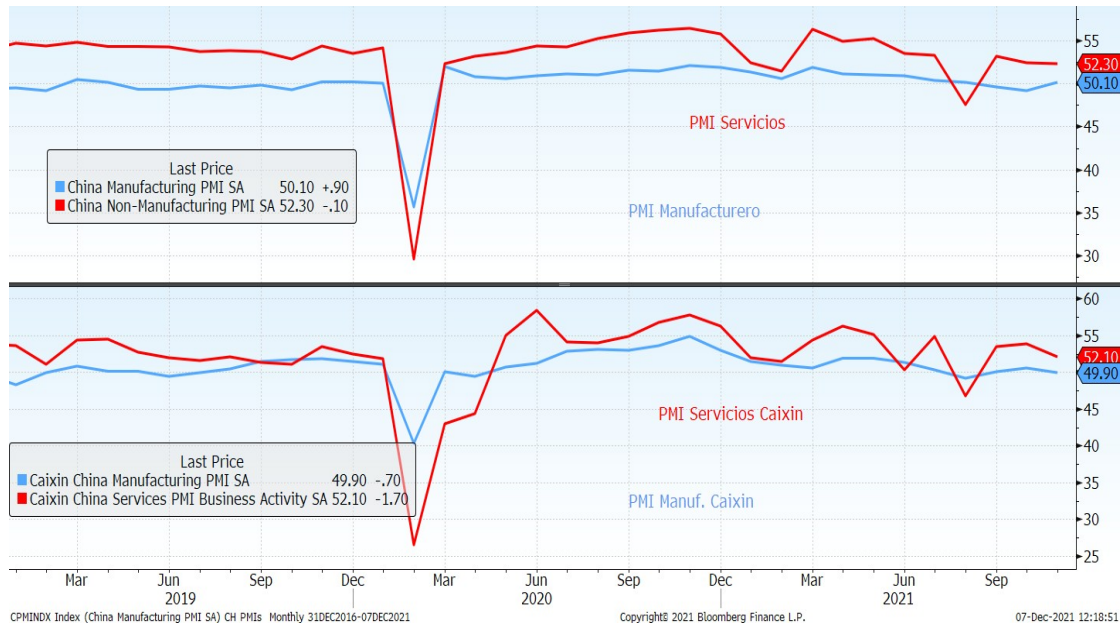 55
52.30
50.10
45
40
35
30
PMI Servicios
PMI Manufacturero
Last Price
China Manufacturing PMI SA 50.10 +.90
China Non-Manufacturing PMI SA 52.30 -.10
60
55
52.10
49.90
45
40
35
30
25
PMI Servicios Caixin
PMI Manuf. Caixin
Last Price
Caixin China Manufacturing PMI SA 49.90 -.70
Caixin China Services PMI Business Activity SA 52.10 -1.70
Mar Jun Sep Dec Mar Jun Sep Dec Mar Jun Sep
2019 2020 2021
CPMINDX Index (China Manufacturing PMI SA) CH PMIs Monthly 31DEC2016-07DEC2021 Copyright© 2021 Bloomberg Finance L.P. 07-Dec-2021 12:18:51